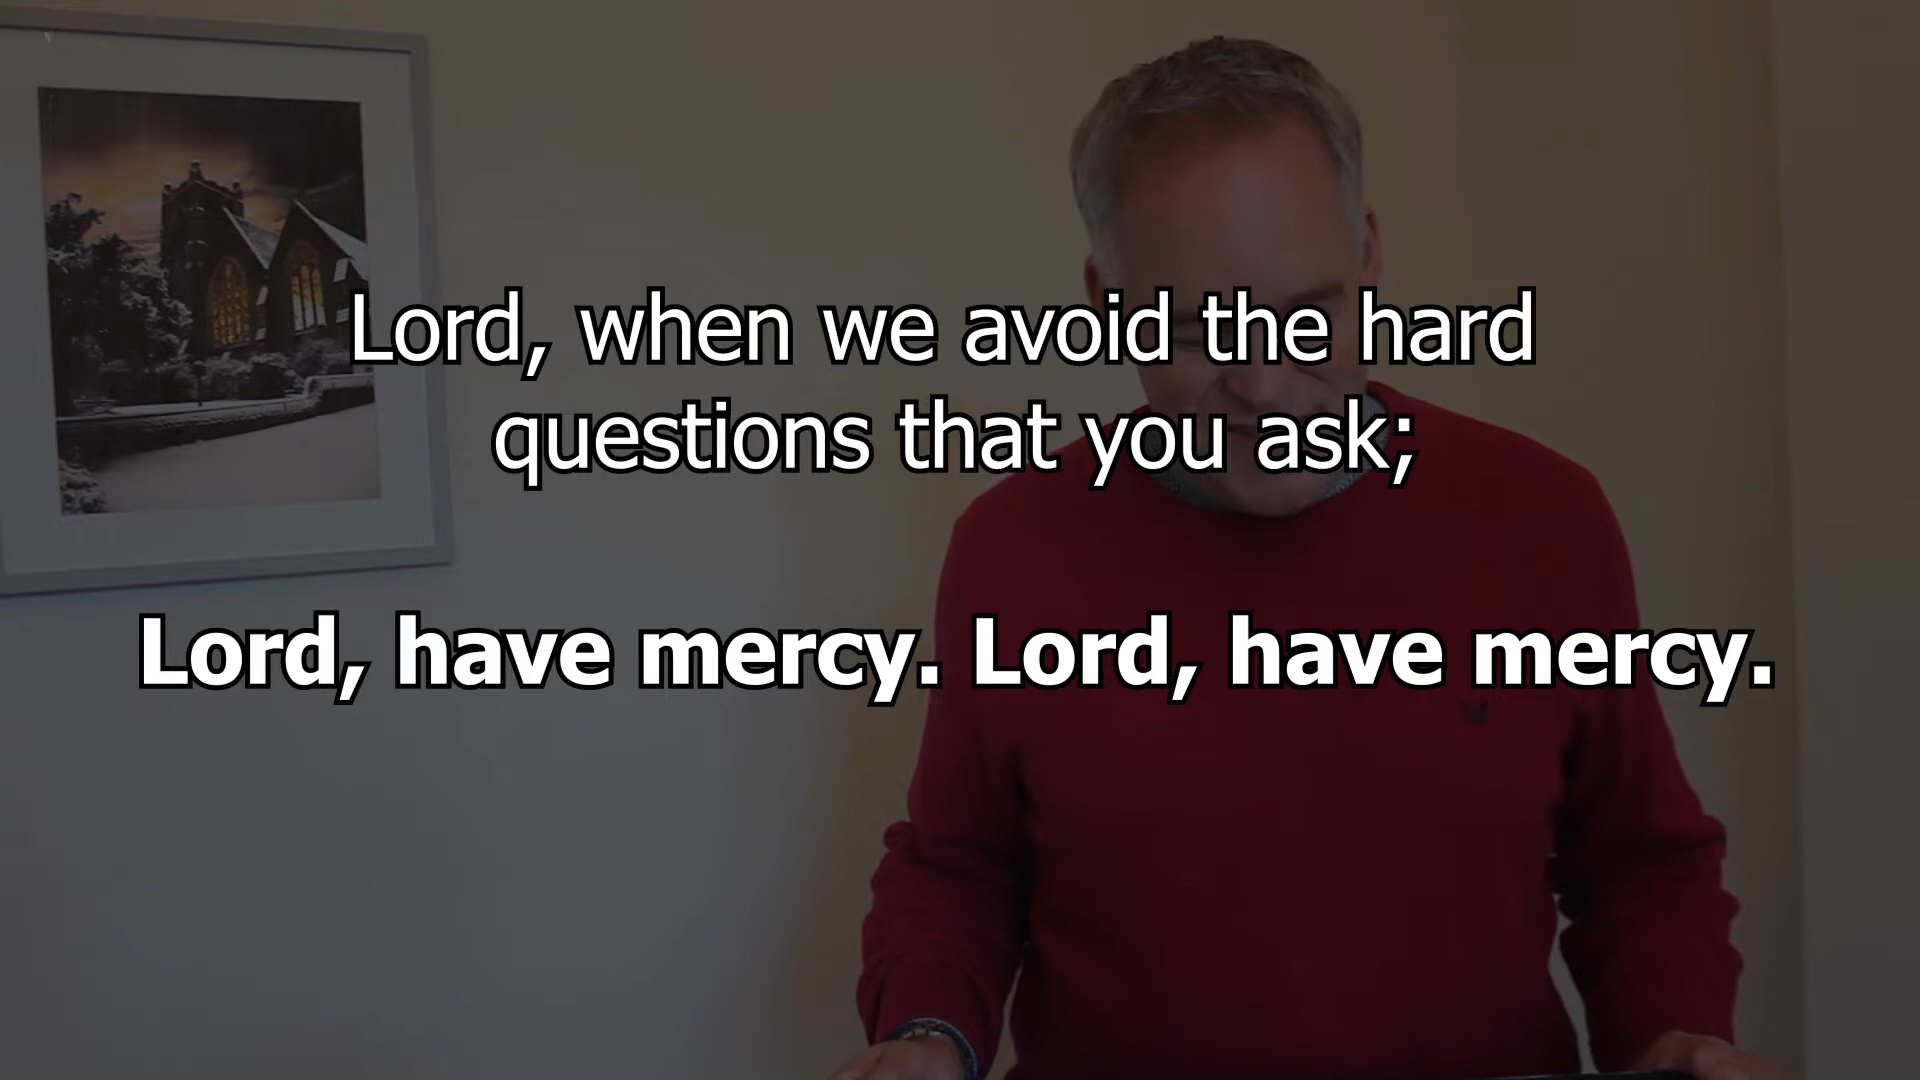 Lord, when we avoid the hard
questions that you ask;
Lord, have mercy. Lord, have mercy.